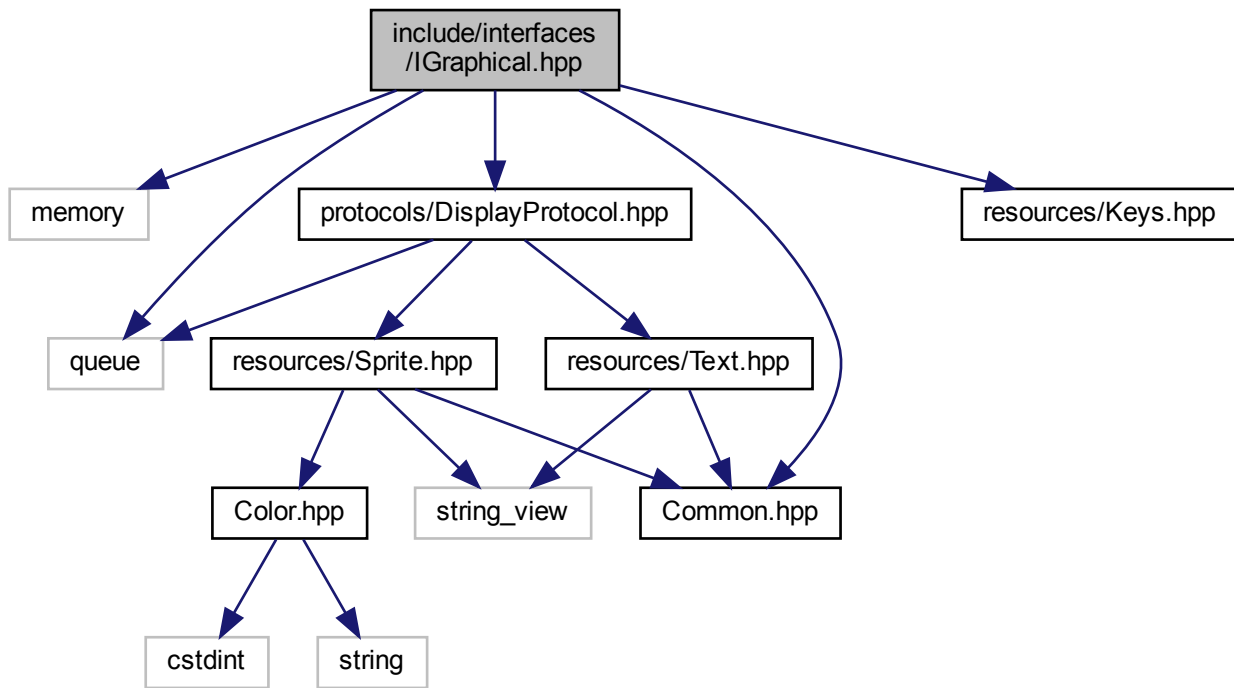 include/interfaces
/IGraphical.hpp
memory
protocols/DisplayProtocol.hpp
resources/Keys.hpp
queue
resources/Sprite.hpp
resources/Text.hpp
Color.hpp
string_view
Common.hpp
cstdint
string